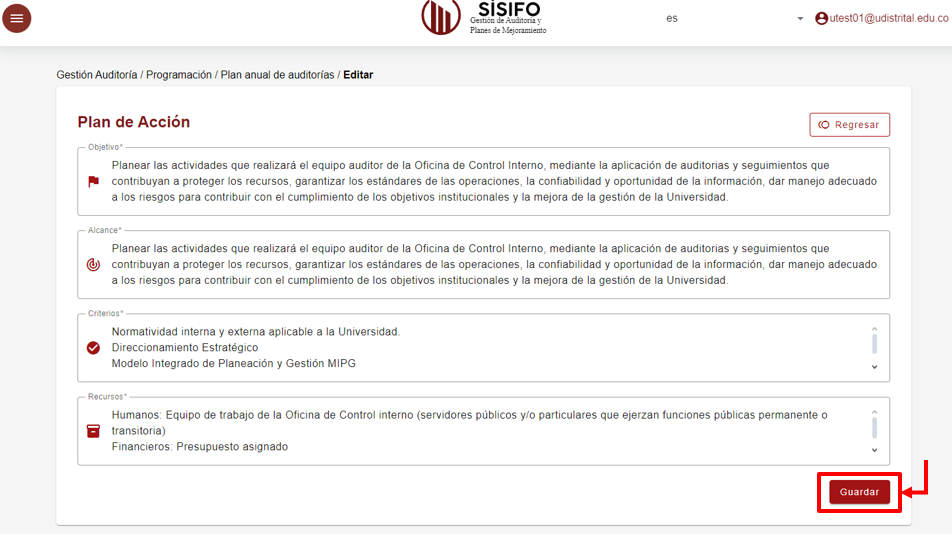 SÍSIFO
Gestión de Auditoría y
Planes de Mejoramiento
es
utest01@udistrital.edu.co
Gestión Auditoría / Programación / Plan anual de auditorías / Editar
Plan de Acción
Regresar
Objetivo*
Planear las actividades que realizará el equipo auditor de la Oficina de Control Interno, mediante la aplicación de auditorias y seguimientos que
contribuyan a proteger los recursos, garantizar los estándares de las operaciones, la confiabilidad y oportunidad de la información, dar manejo adecuado
a los riesgos para contribuir con el cumplimiento de los objetivos institucionales y la mejora de la gestión de la Universidad.
Alcance*
Planear las actividades que realizará el equipo auditor de la Oficina de Control Interno, mediante la aplicación de auditorias y seguimientos que
contribuyan a proteger los recursos, garantizar los estándares de las operaciones, la confiabilidad y oportunidad de la información, dar manejo adecuado
a los riesgos para contribuir con el cumplimiento de los objetivos institucionales y la mejora de la gestión de la Universidad.
Criterios*
Normatividad interna y externa aplicable a la Universidad.
Direccionamiento Estratégico
Modelo Integrado de Planeación y Gestión MIPG
Recursos*
Humanos: Equipo de trabajo de la Oficina de Control interno (servidores públicos y/o particulares que ejerzan funciones públicas permanente o
transitoria)
Financieros: Presupuesto asignado
Guardar